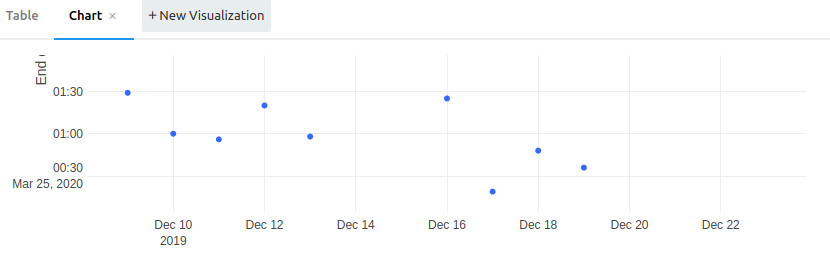 Table
Chart ×
+ New Visualization
End
01:30
01:00
00:30
Mar 25, 2020
Dec 10
2019
Dec 12
Dec 14
Dec 16
Dec 18
Dec 20
Dec 22